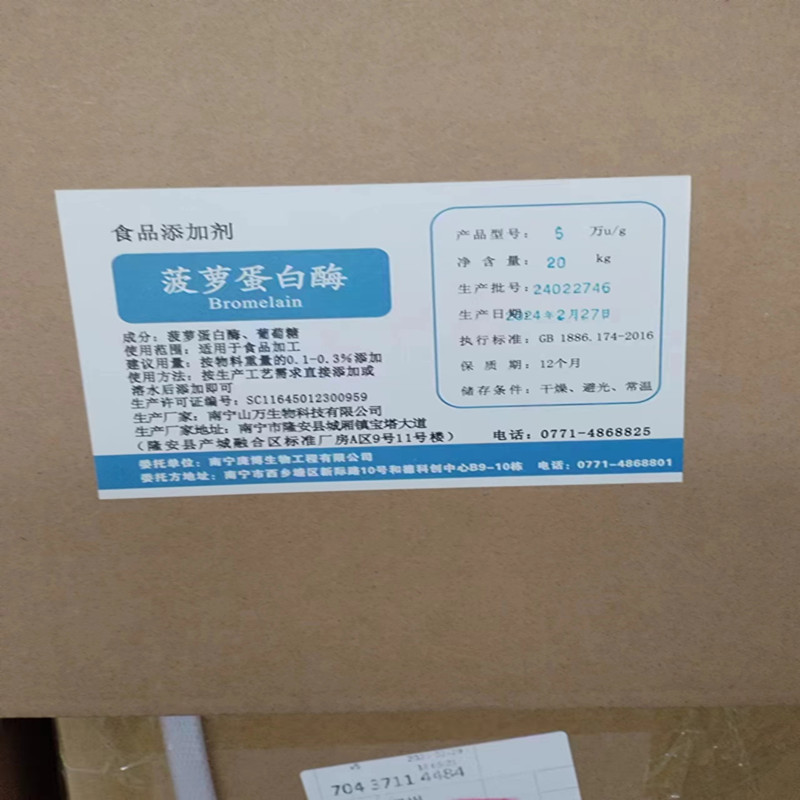 食品添加剂
菠萝蛋白酶
Bromelain
成分：菠萝蛋白酶、葡萄糖
使用范围：适用于食品加工
建议用量：按物料重量的0.1-0.3%添加
使用方法：按生产工艺需求直接添加或
溶水后添加即可
生产许可证编号：SC11645012300959
生产厂家：南宁山万生物科技有限公司
生产厂家地址：南宁市隆安县城厢镇宝塔大道
（隆安县产城融合区标准厂房A区9号11号楼）
产品型号：5 万u/g
净含量：20 kg
生产批号：24022746
生产日期：2024年2月27日
执行标准：GB 1886.174-2016
保质期：12个月
储存条件：干燥、避光、常温
电话：0771-4868825
委托单位：南宁庞博生物工程有限公司
委托方地址：南宁市西乡塘区新际路10号和德科创中心B9-10栋 电话：0771-4868801
704 3711 4484